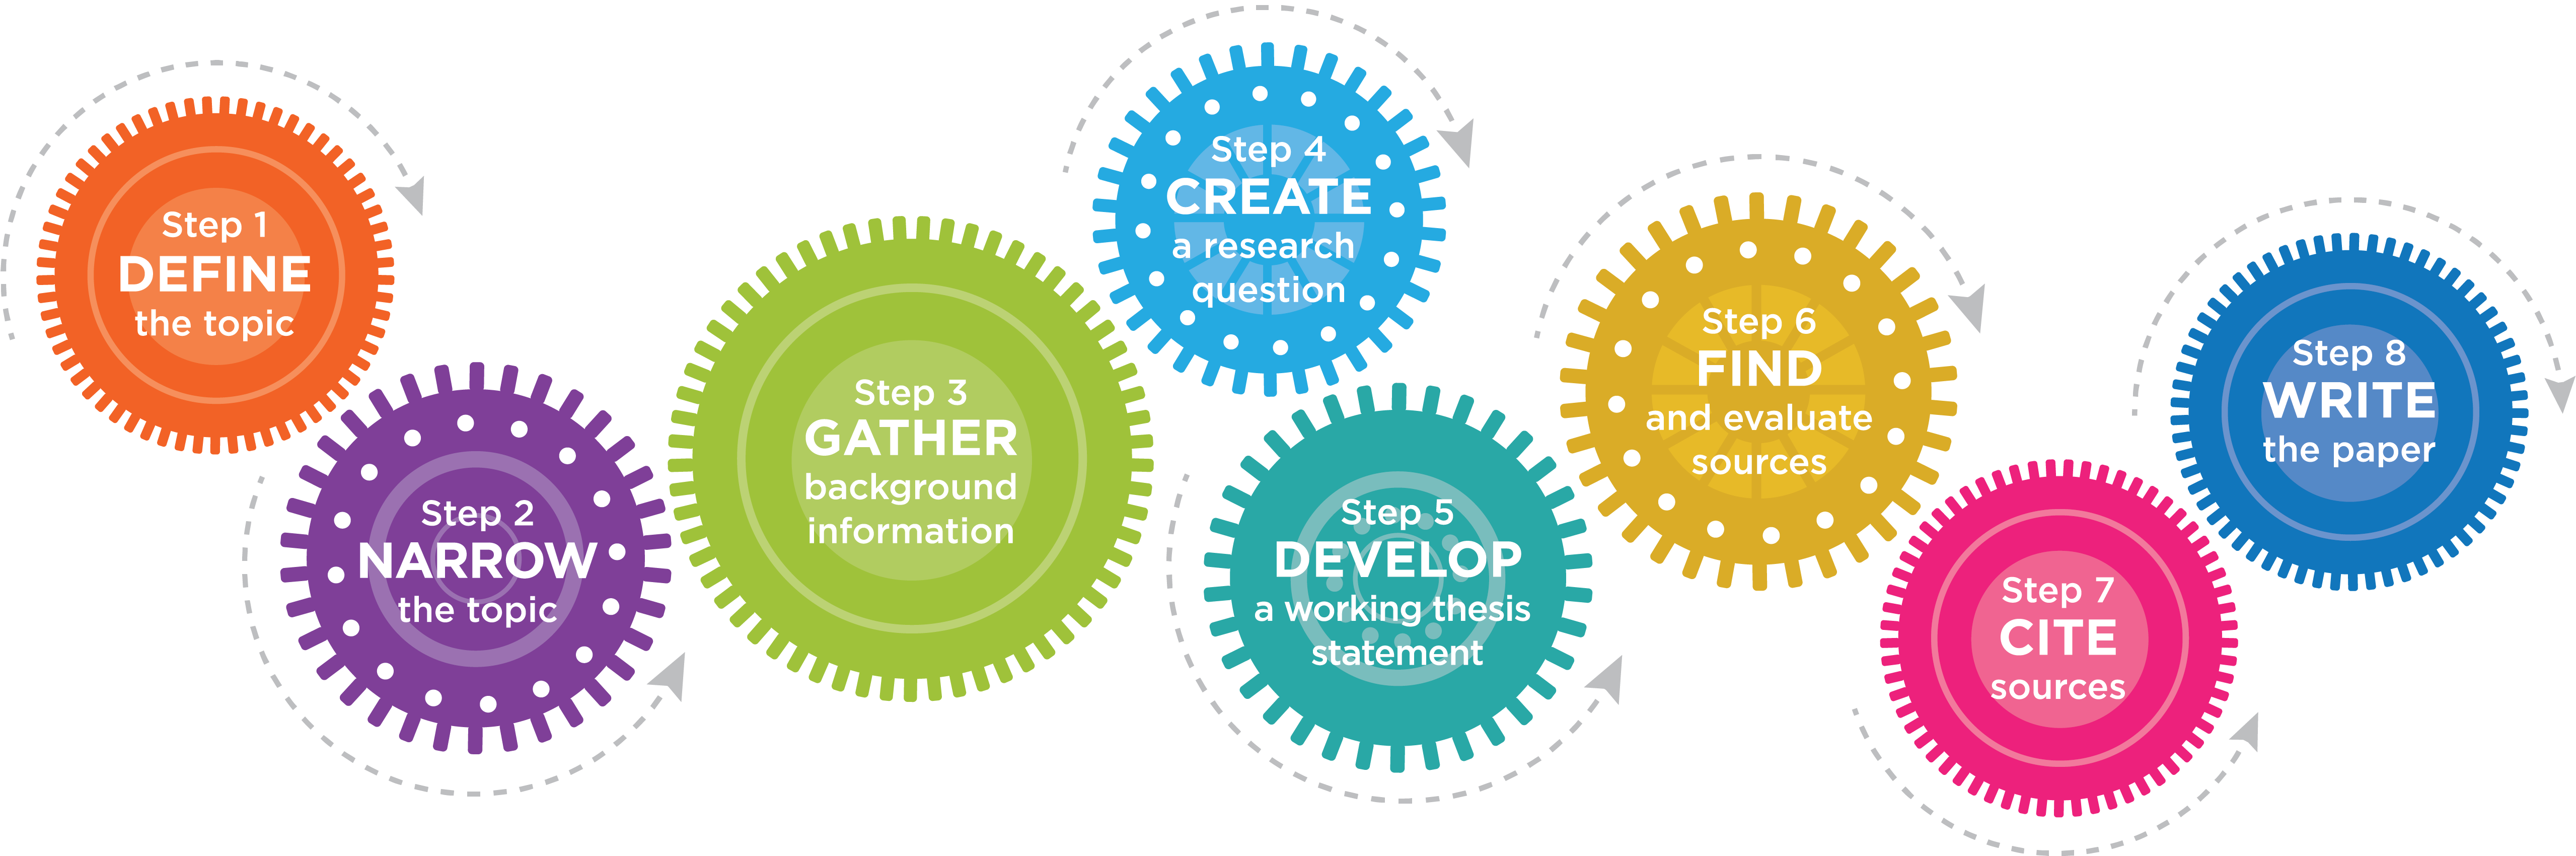 Step 1
DEFINE
the topic
Step 2
NARROW
the topic
Step 3
GATHER
background
information
Step 4
CREATE
a research
question
Step 5
DEVELOP
a working thesis
statement
Step 6
FIND
and evaluate
sources
Step 7
CITE
sources
Step 8
WRITE
the paper